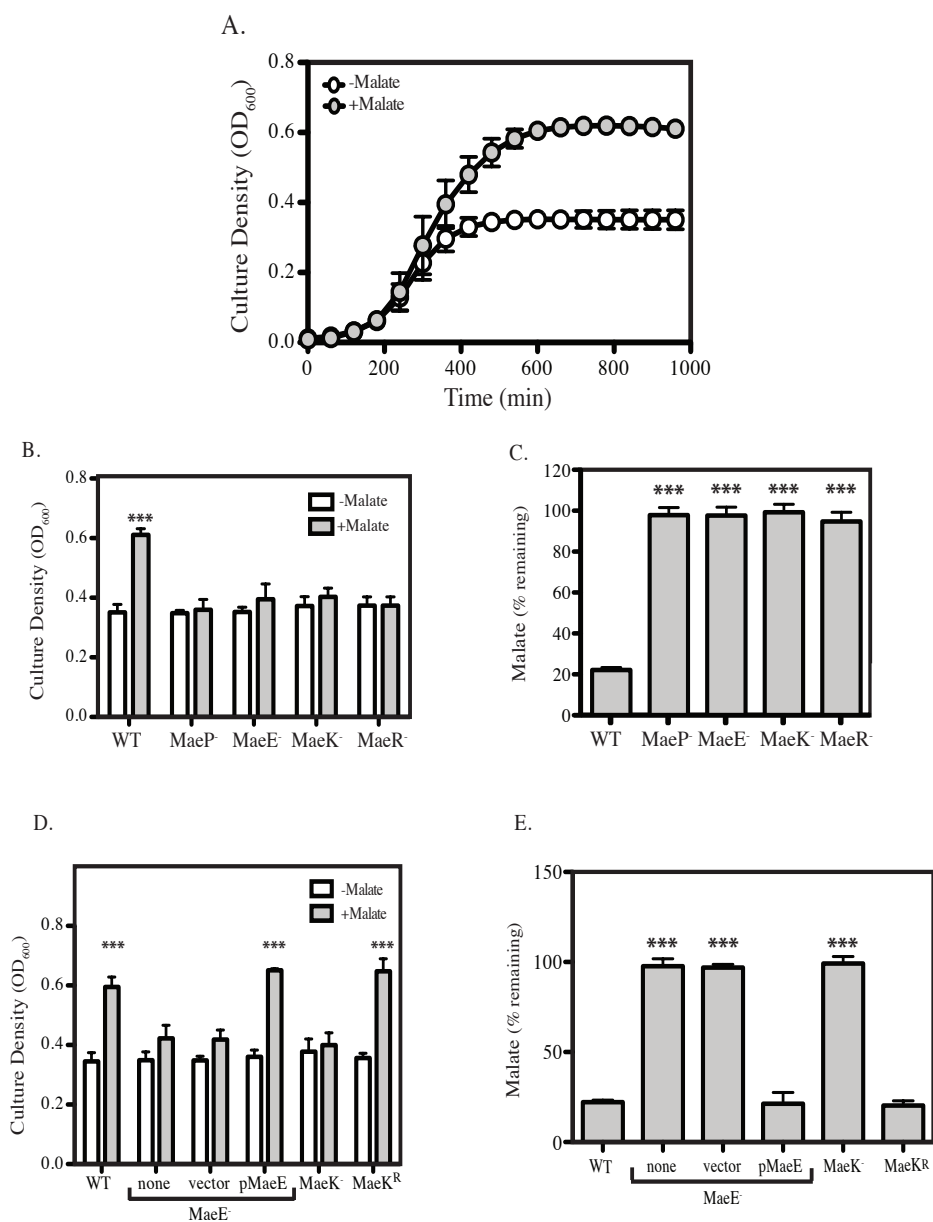 A.
Culture Density (OD600)
0.8
0.6
0.4
0.2
0.0
-Malate
+Malate
0 200 400 600 800 1000
Time (min)
B.
Culture Density (OD600)
0.8
0.6
0.4
0.2
0.0
***
-Malate
+Malate
WT MaeP- MaeE- MaeK- MaeR-
C.
Malate (% remaining)
120
100
80
60
40
20
0
*** *** *** ***
WT MaeP- MaeE- MaeK- MaeR-
D.
Culture Density (OD600)
0.8
0.6
0.4
0.2
0.0
-Malate
+Malate
*** *** ***
WT none vector pMaeE MaeK- MaeKR
MaeE-
E.
Malate (% remaining)
150
100
50
0
*** *** ***
WT none vector pMaeE MaeK- MaeKR
MaeE-